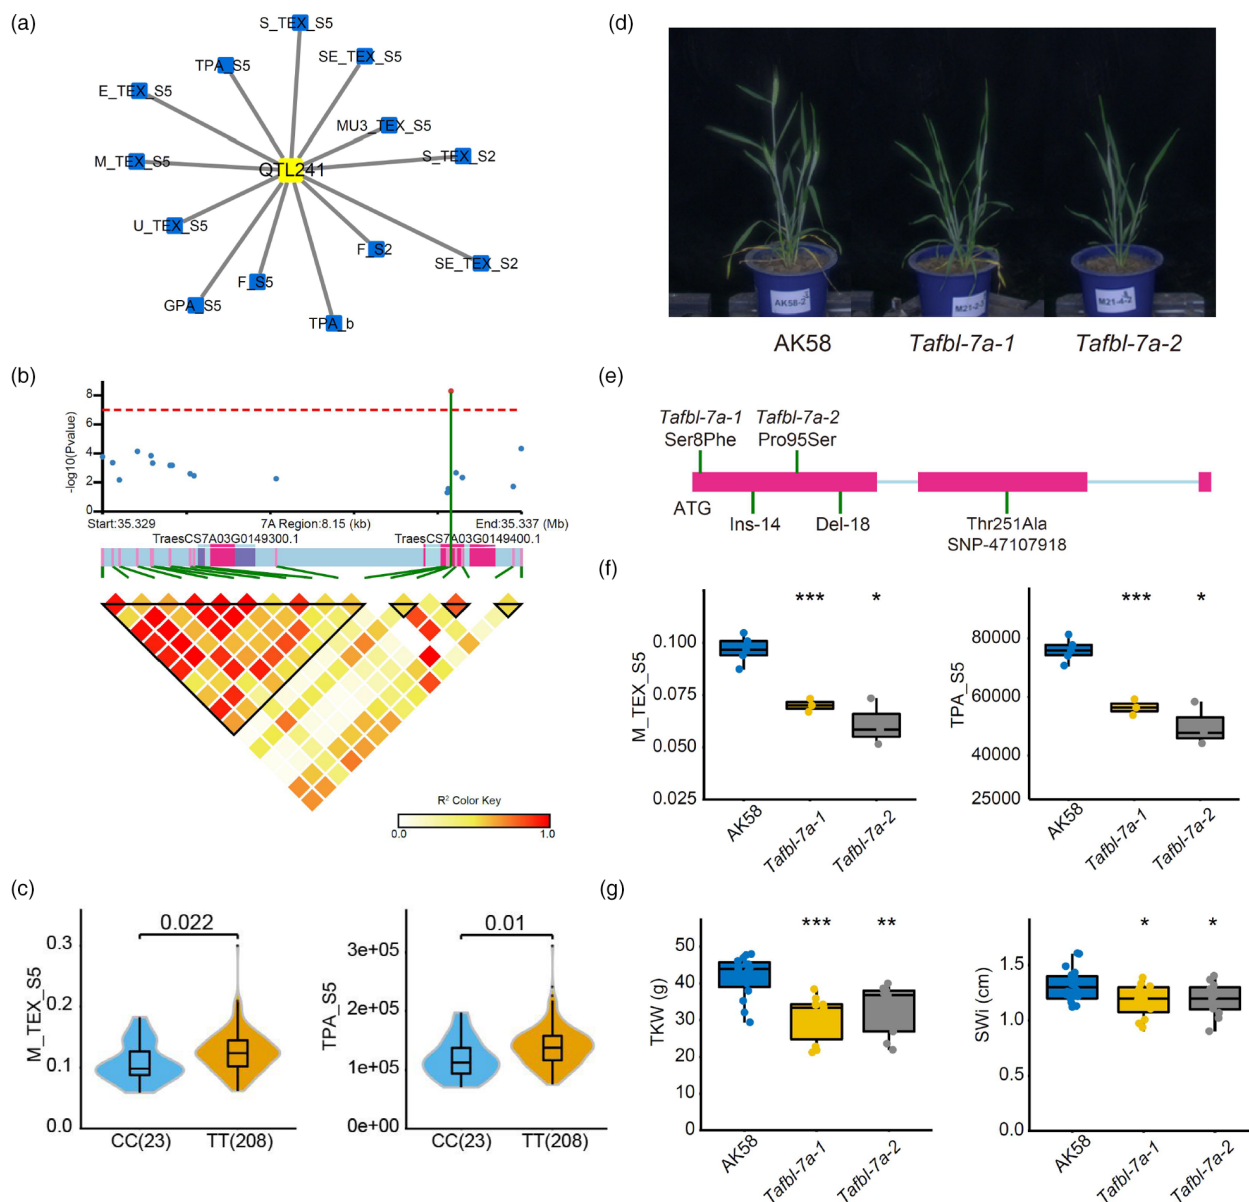 (a)
S_TEX_S5
SE_TEX_S5
TPA_S5
E_TEX_S5
MU3_TEX_S5
M_TEX_S5
QTL241
S_TEX_S2
U_TEX_S5
F_S2
SE_TEX_S2
F_S5
GPA_S5
TPA_b
(b)
-log10(Pvalue)
8
6
4
2
0
Start:35.329
7A Region:8.15 (kb)
End:35.337 (Mb)
TraesCS7A03G0149300.1
TraesCS7A03G0149400.1
R² Color Key
0.0
1.0
(c)
M_TEX_S5
0.3
0.2
0.1
0.0
0.022
CC(23)
TT(208)
TPA_S5
3e+05
2e+05
1e+05
0e+00
0.01
CC(23)
TT(208)
(d)
AK58-2
M21-2-3
M21-4-2
AK58
Tafbl-7a-1
Tafbl-7a-2
(e)
Tafbl-7a-1
Ser8Phe
Tafbl-7a-2
Pro95Ser
ATG
Ins-14
Del-18
Thr251Ala
SNP-47107918
(f)
M_TEX_S5
0.100
0.075
0.050
0.025
***
*
AK58
Tafbl-7a-1
Tafbl-7a-2
TPA_S5
80000
60000
40000
25000
***
*
AK58
Tafbl-7a-1
Tafbl-7a-2
(g)
TKW (g)
50
40
30
20
10
0
***
**
AK58
Tafbl-7a-1
Tafbl-7a-2
SWi (cm)
1.5
1.0
0.5
0.0
*
*
AK58
Tafbl-7a-1
Tafbl-7a-2